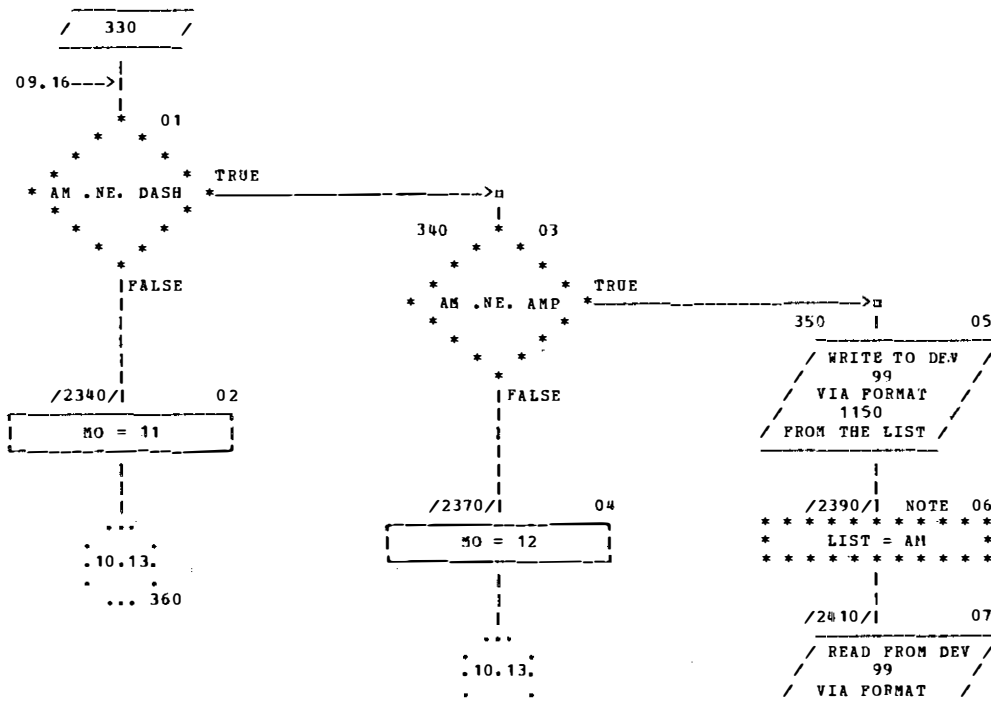 / 330 /
09.16--->
01
AM .NE. DASH
TRUE
340 03
FALSE
AM .NE. AMP
TRUE
350 05
/ WRITE TO DEV /
99
VIA FORMAT
1150
/ FROM THE LIST /
FALSE
/2340/ 02
MO = 11
/2370/ 04
MO = 12
/2390/ NOTE 06
LIST = AM
.10.13.
... 360
/2410/ 07
/ READ FROM DEV /
99
/ VIA FORMAT /
.10.13.